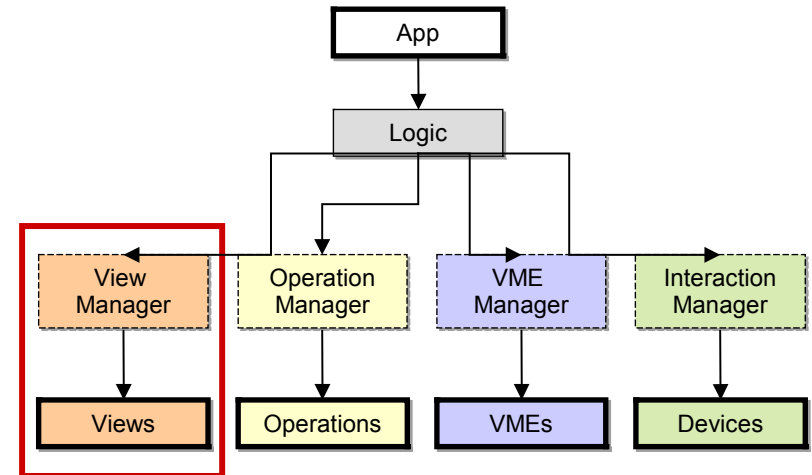 App
Logic
View
Manager
Operation
Manager
VME
Manager
Interaction
Manager
Views
Operations
VMEs
Devices